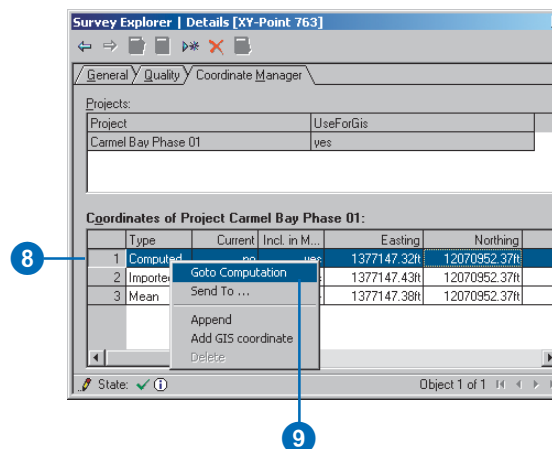 Survey Explorer | Details [XY-Point 763]
General Quality Coordinate Manager
Projects:
Project UseForGis
Carmel Bay Phase 01 yes
Coordinates of Project Carmel Bay Phase 01:
Type Current Incl. in M... Easting Northing
8
1 Computed no yes 1377147.32ft 12070952.37ft
Goto Computation
2 Imported 1377147.43ft 12070952.96ft
Send To ...
3 Mean 1377147.38ft 12070952.67ft
Append
Add GIS coordinate
Delete
State: Object 1 of 1
9